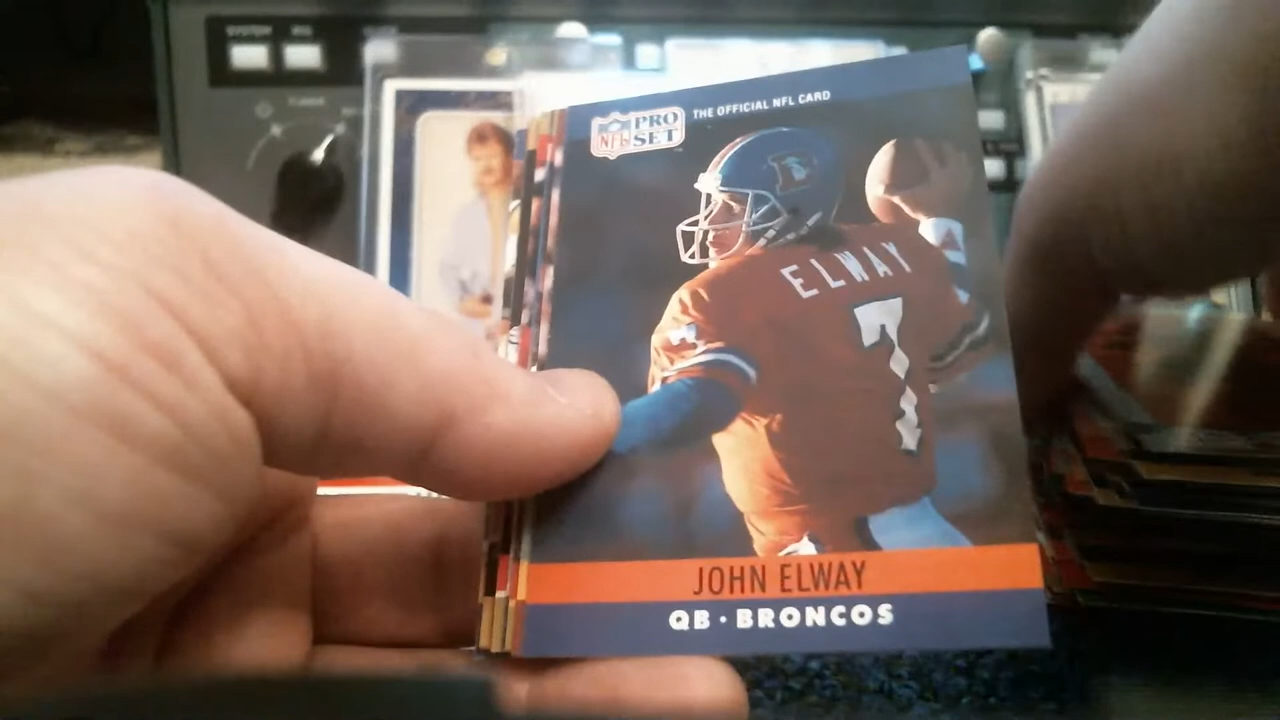 SYSTEM
NFL PRO SET
THE OFFICIAL NFL CARD
ELWAY
7
JOHN ELWAY
QB · BRONCOS